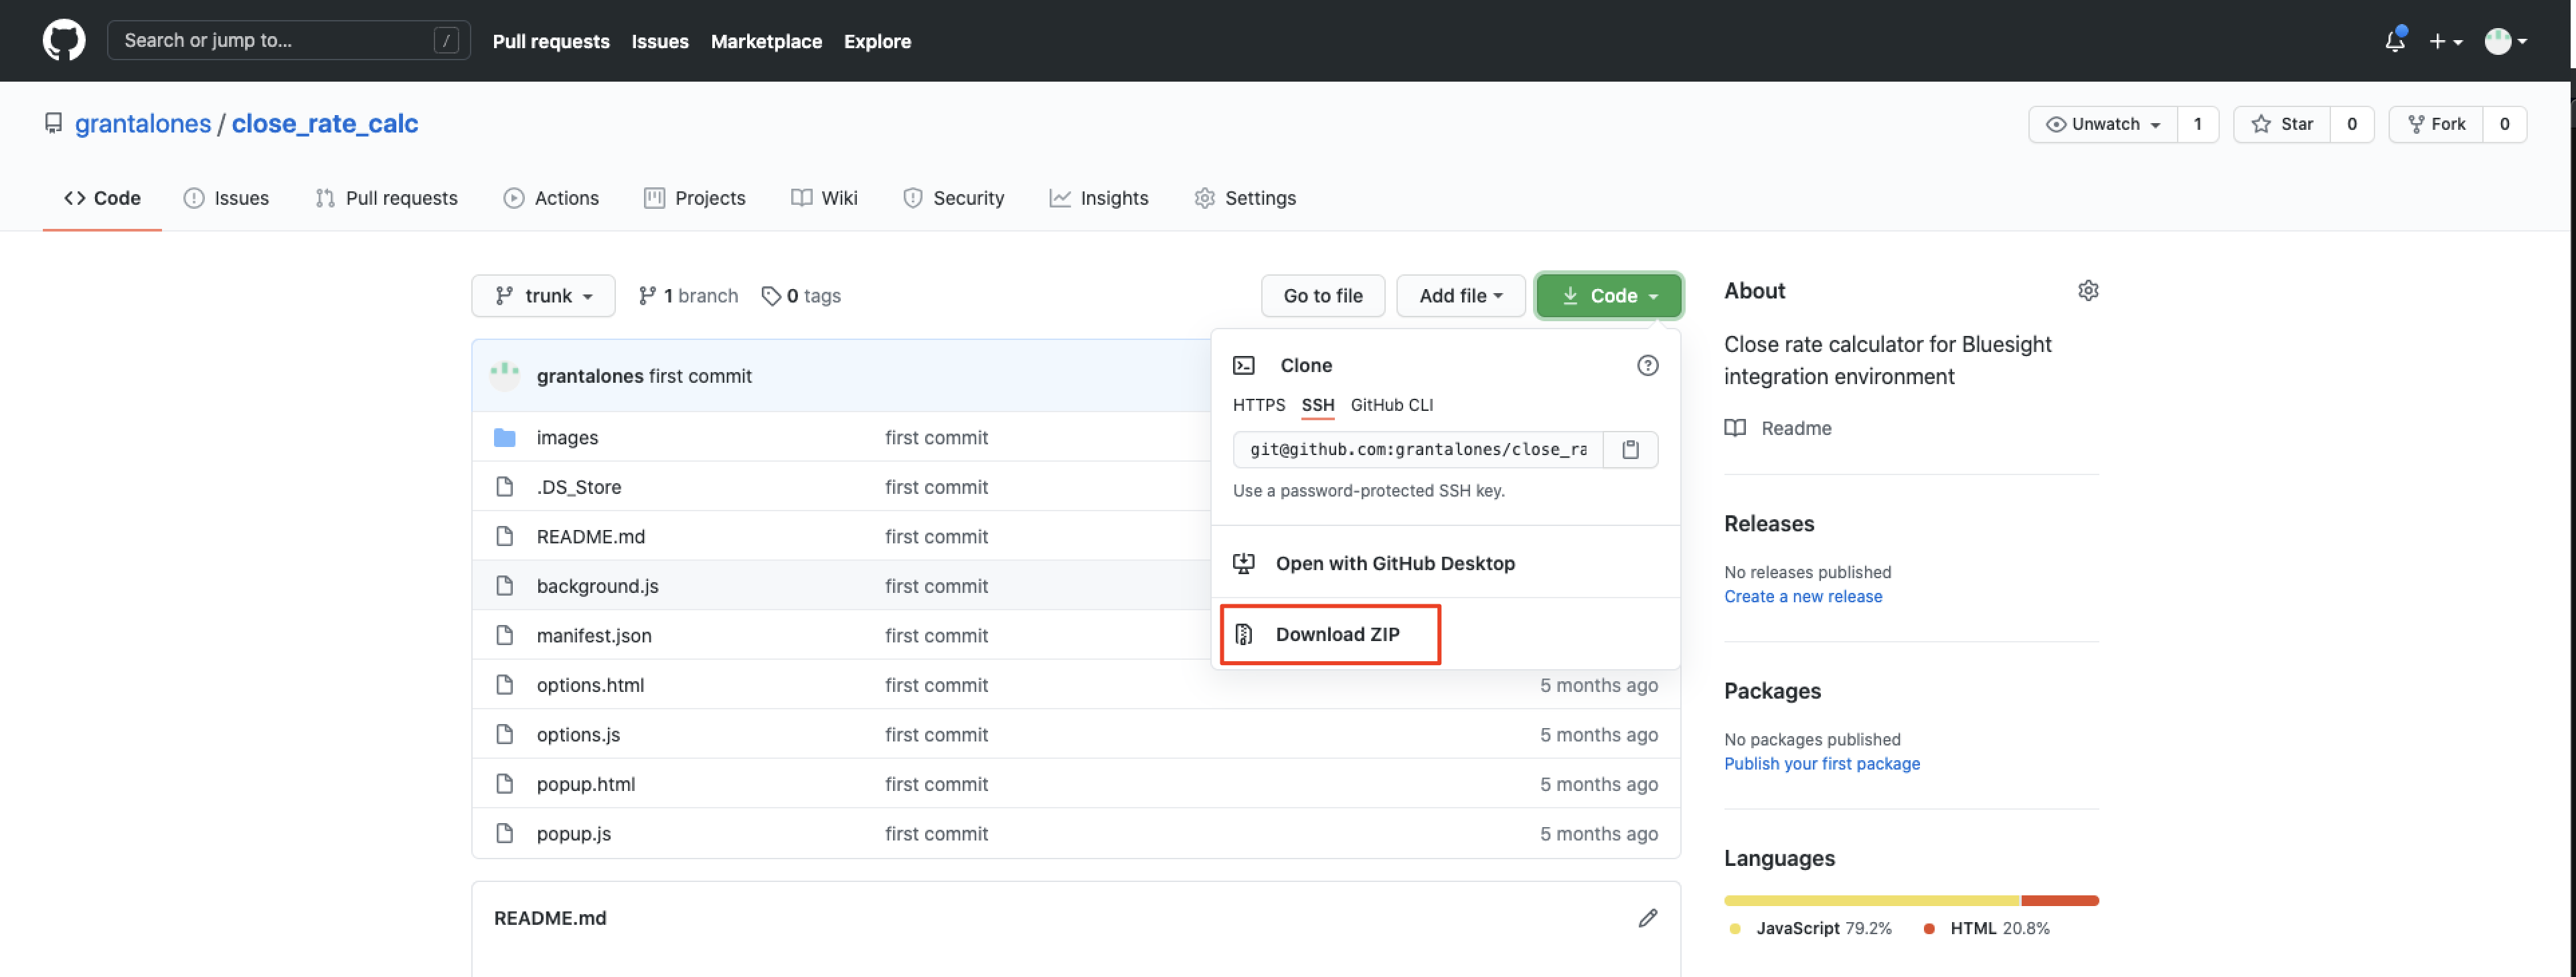 Search or jump to... /
Pull requests Issues Marketplace Explore
grantalones / close_rate_calc
Unwatch 1 Star 0 Fork 0
Code Issues Pull requests Actions Projects Wiki Security Insights Settings
trunk 1 branch 0 tags
Go to file Add file Code
grantalones first commit
images first commit
.DS_Store first commit
README.md first commit
background.js first commit
manifest.json first commit
options.html first commit 5 months ago
options.js first commit 5 months ago
popup.html first commit 5 months ago
popup.js first commit 5 months ago
Clone
HTTPS SSH GitHub CLI
git@github.com:grantalones/close_ra
Use a password-protected SSH key.
Open with GitHub Desktop
Download ZIP
README.md
About
Close rate calculator for Bluesight
integration environment
Readme
Releases
No releases published
Create a new release
Packages
No packages published
Publish your first package
Languages
JavaScript 79.2% HTML 20.8%